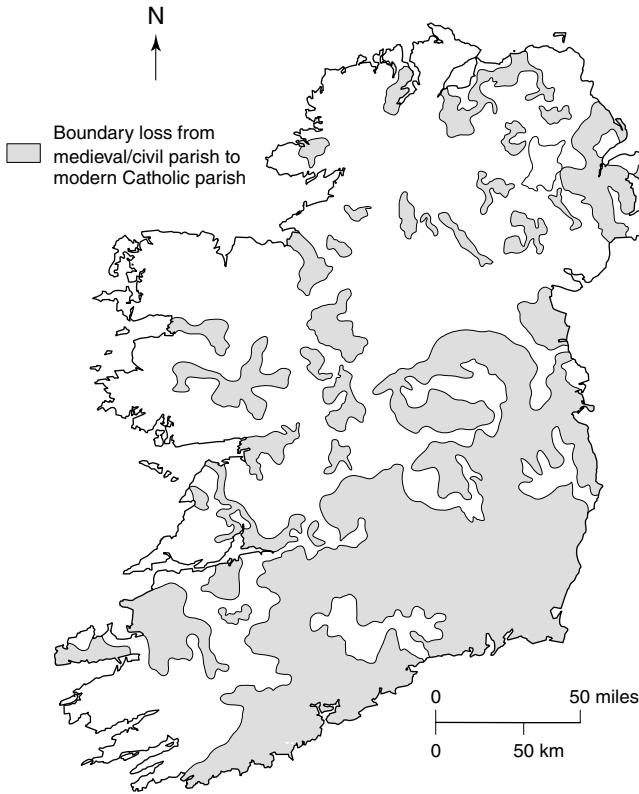 N
Boundary loss from
medieval/civil parish to
modern Catholic parish
0 50 miles
0 50 km